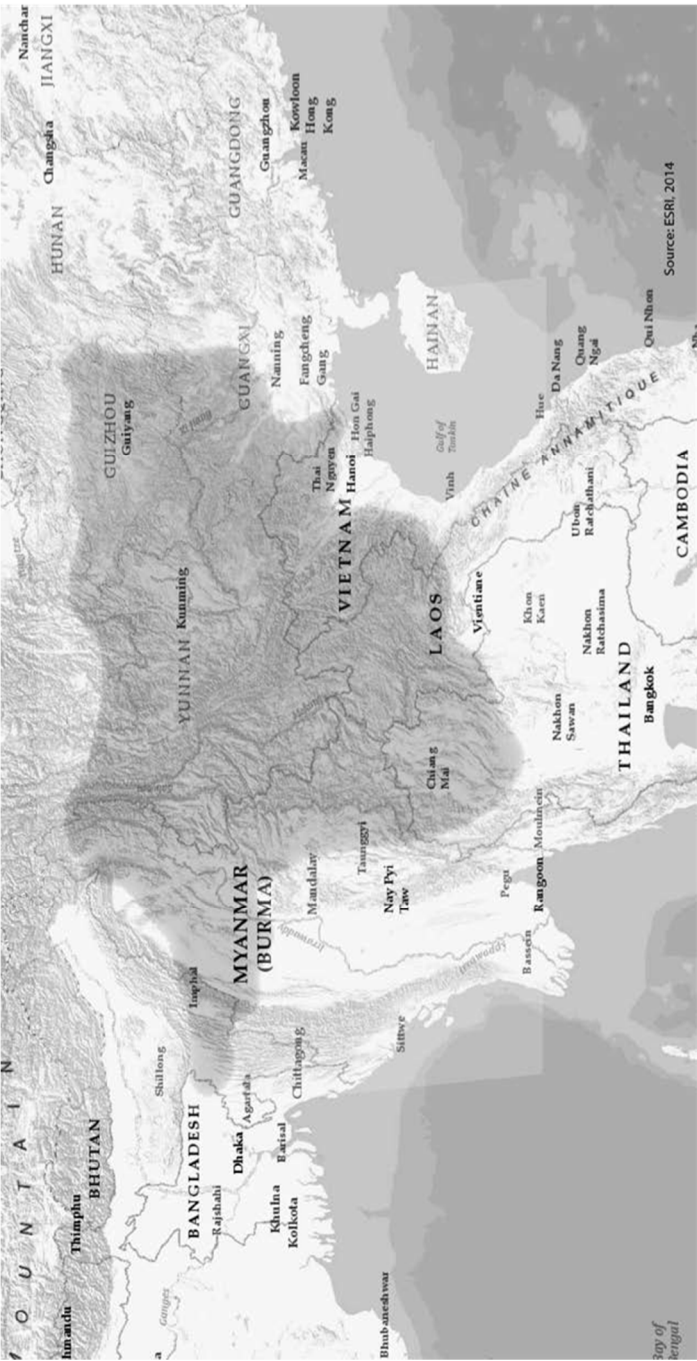 O U N T A I N
Nanchar
JIANGXI
Changsha
HUNAN
hmandu
Thimphu
BHUTAN
GUIZHOU
Guiyang
Ganges
Shillong
YUNNAN
Kunming
Imphal
BANGLADESH
Rajshahi
Agartala
Dhaka
MYANMAR
(BURMA)
GUANGXI
GUANGDONG
Guangzhou
Nanning
Khulna
Kolkota
Barisal
Chittagong
Mandalay
Irrawaddy
Fangcheng
Gang
Macau
Kowloon
Hong
Kong
Thai
Nguyen
Hanoi
VIETNAM
Hon Gai
Haiphong
Taunggyi
Nay Pyi
Taw
Sittwe
Bhubaneshwar
Chiang
Mai
LAOS
HAINAN
Gulf of
Tonkin
Vinh
Vientiane
CHAINE ANNAMITIQUE
Irrawaddy
Pegu
Bassein
Rangoon
Moulmein
Khon
Kaen
Hue
Da Nang
Nakhon
Sawan
Ubon
Ratchathani
Quang
Ngai
Nakhon
Ratchasima
THAILAND
Bangkok
Qui Nhon
CAMBODIA
Source: ESRI, 2014
Bay of